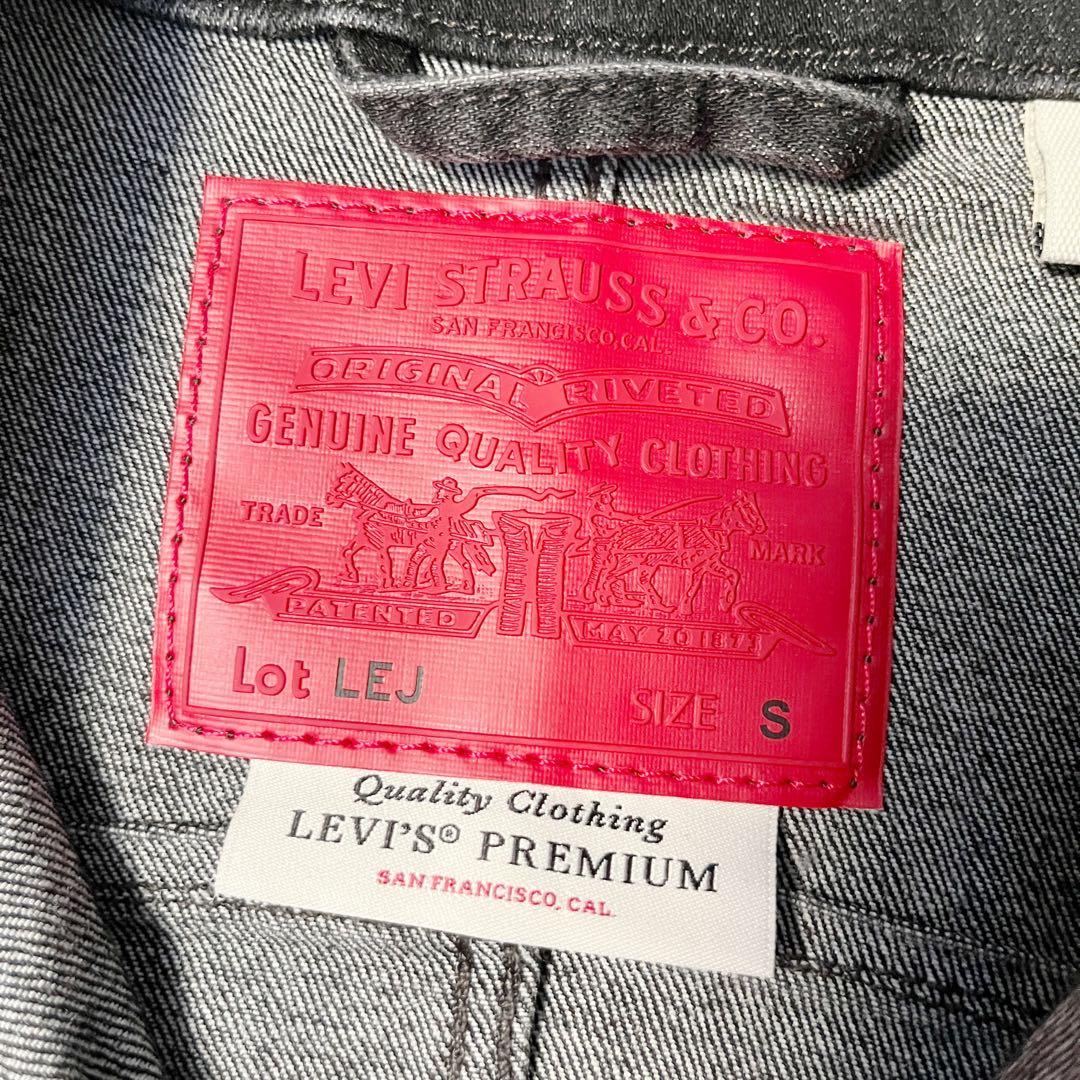 LEVI STRAUSS & CO.
SAN FRANCISCO, CAL.
ORIGINAL RIVETED
GENUINE QUALITY CLOTHING
TRADE MARK
PATENTED MAY 20 1873
Lot LEJ SIZE S
Quality Clothing
LEVI'S® PREMIUM
SAN FRANCISCO, CAL.